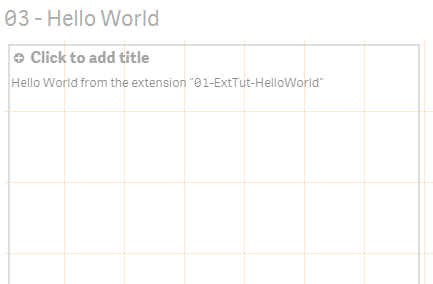 03 - Hello World
Click to add title
Hello World from the extension "01-ExtTut-HelloWorld"